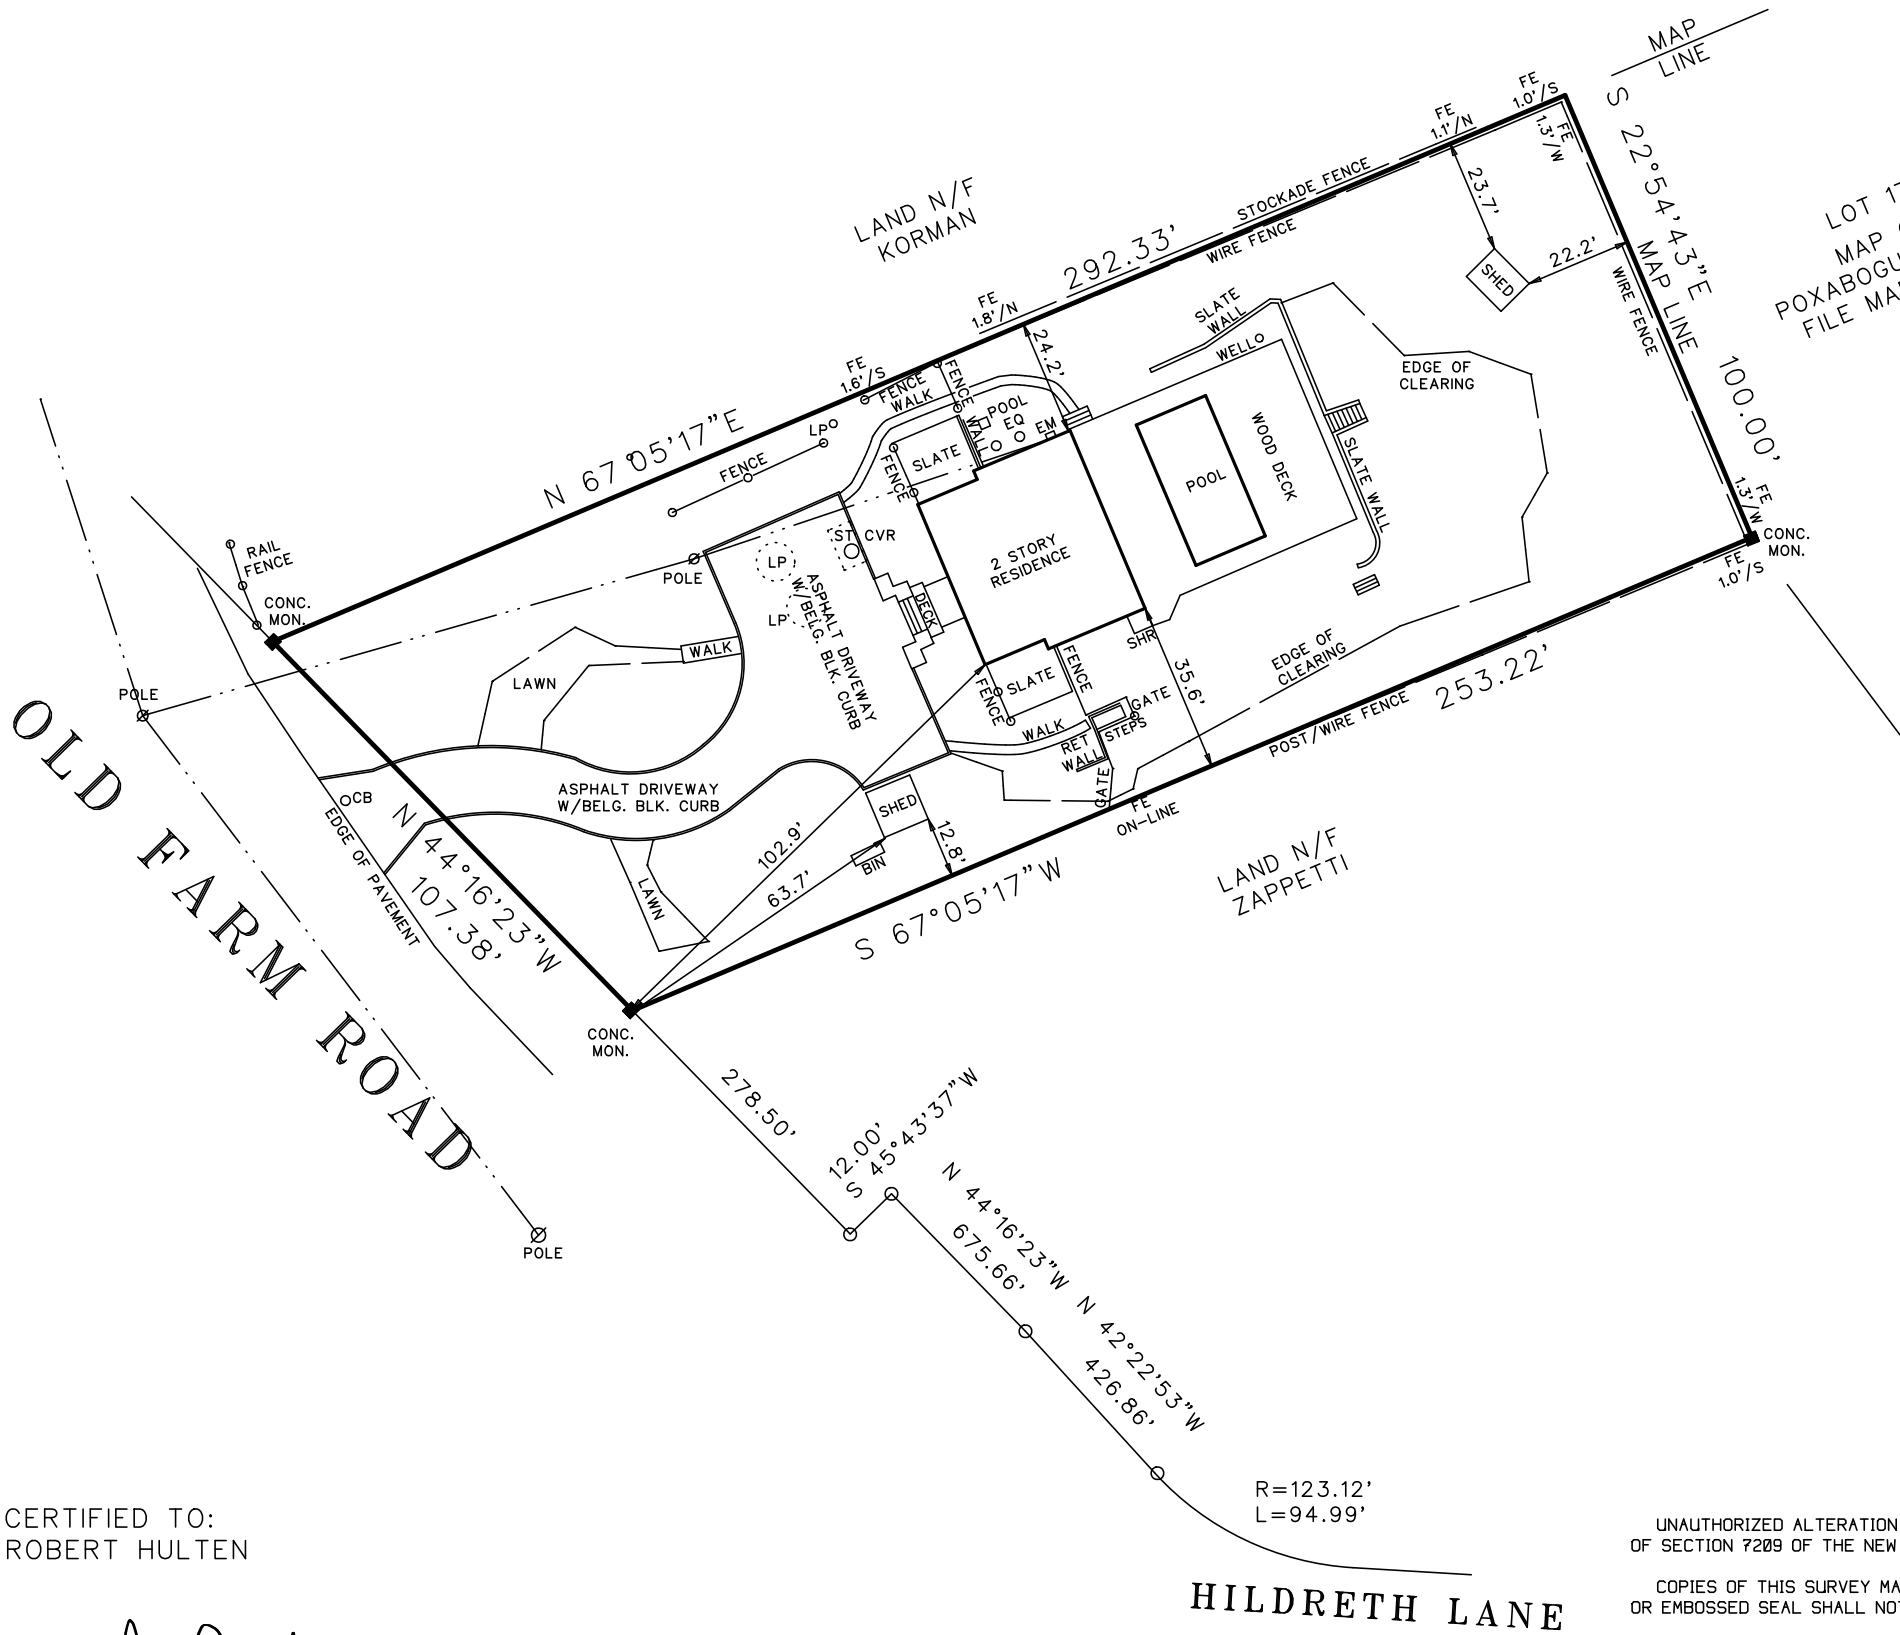 MAP
LINE
FE
1.0'/S
FE
1.1'/N
FE
1.3'/W
S 22°54'43"E
100.00'
MAP LINE
LOT
MAP
FILE
LAND N/F
KORMAN
STOCKADE FENCE
WIRE FENCE
23.7'
22.2'
SHED
WIRE FENCE
292.33'
FE
1.8'/N
24.2'
SLATE
WALL
WELL
EDGE OF
CLEARING
FE
1.6'/S
FENCE
WALK
FENCE
POOL
EQ
EM
WALL
N 67°05'17"E
LP
FENCE
SLATE
FENCE
POOL
WOOD DECK
SLATE WALL
FE
1.3'/W
CONC.
MON.
FE
1.0'/S
RAIL
FENCE
CONC.
MON.
POLE
ST CVR
LP
LP
ASPHALT DRIVEWAY
W/BELG. BLK. CURB
DECK
2 STORY
RESIDENCE
SHR
35.6'
EDGE OF
CLEARING
253.22'
POST/WIRE FENCE
POLE
WALK
LAWN
FENCE
SLATE
FENCE
GATE
STEPS
WALK
RET
WALL
GATE
FE
ON-LINE
OLD FARM ROAD
CB
EDGE OF PAVEMENT
ASPHALT DRIVEWAY
W/BELG. BLK. CURB
SHED
12.8'
BIN
102.9'
63.7'
LAWN
N 44°16'23"W
107.38'
S 67°05'17"W
LAND N/F
ZAPPETTI
CONC.
MON.
278.50'
12.00'
S 45°43'37"W
N 44°16'23"W
675.66'
N 42°22'53"W
426.86'
POLE
R=123.12'
L=94.99'
HILDRETH LANE
CERTIFIED TO:
ROBERT HULTEN
UNAUTHORIZED ALTERATION
OF SECTION 7209 OF THE NEW
COPIES OF THIS SURVEY
OR EMBOSSED SEAL SHALL